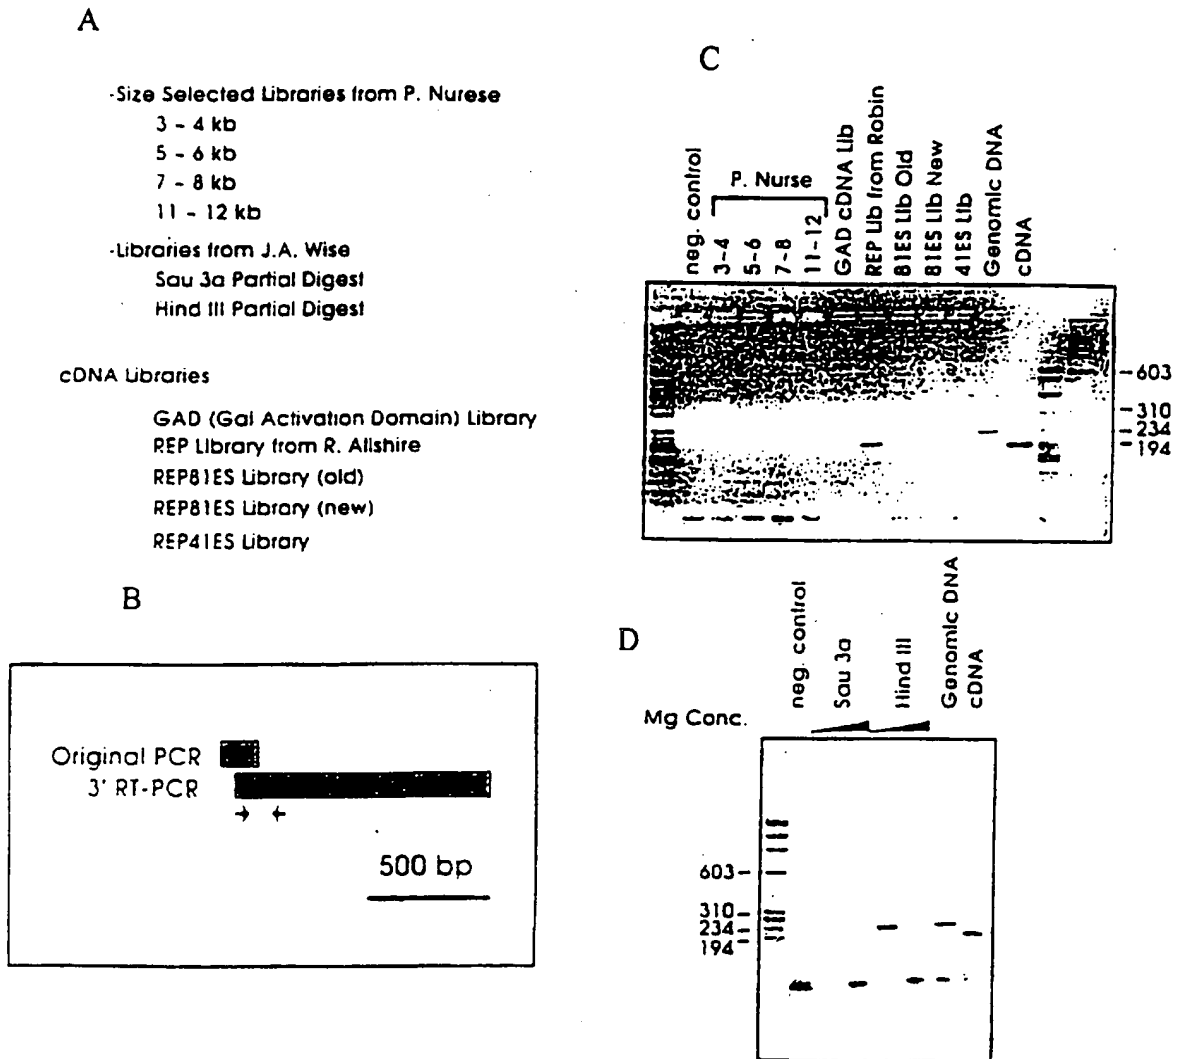 A
-Size Selected Libraries from P. Nurese
3 - 4 kb
5 - 6 kb
7 - 8 kb
11 - 12 kb
-Libraries from J.A. Wise
Sau 3a Partial Digest
Hind III Partial Digest
cDNA Libraries
GAD (Gal Activation Domain) Library
REP Library from R. Allshire
REP81ES Library (old)
REP81ES Library (new)
REP41ES Library
B
Original PCR
3' RT-PCR
500 bp
C
neg. control
P. Nurse
3-4
5-6
7-8
11-12
GAD cDNA Lib
REP Lib from Robin
81ES Lib Old
81ES Lib New
41ES Lib
Genomic DNA
cDNA
-603
-310
-234
-194
D
neg. control
Sau 3a
Hind III
Genomic DNA
cDNA
Mg Conc.
603-
310-
234-
194-